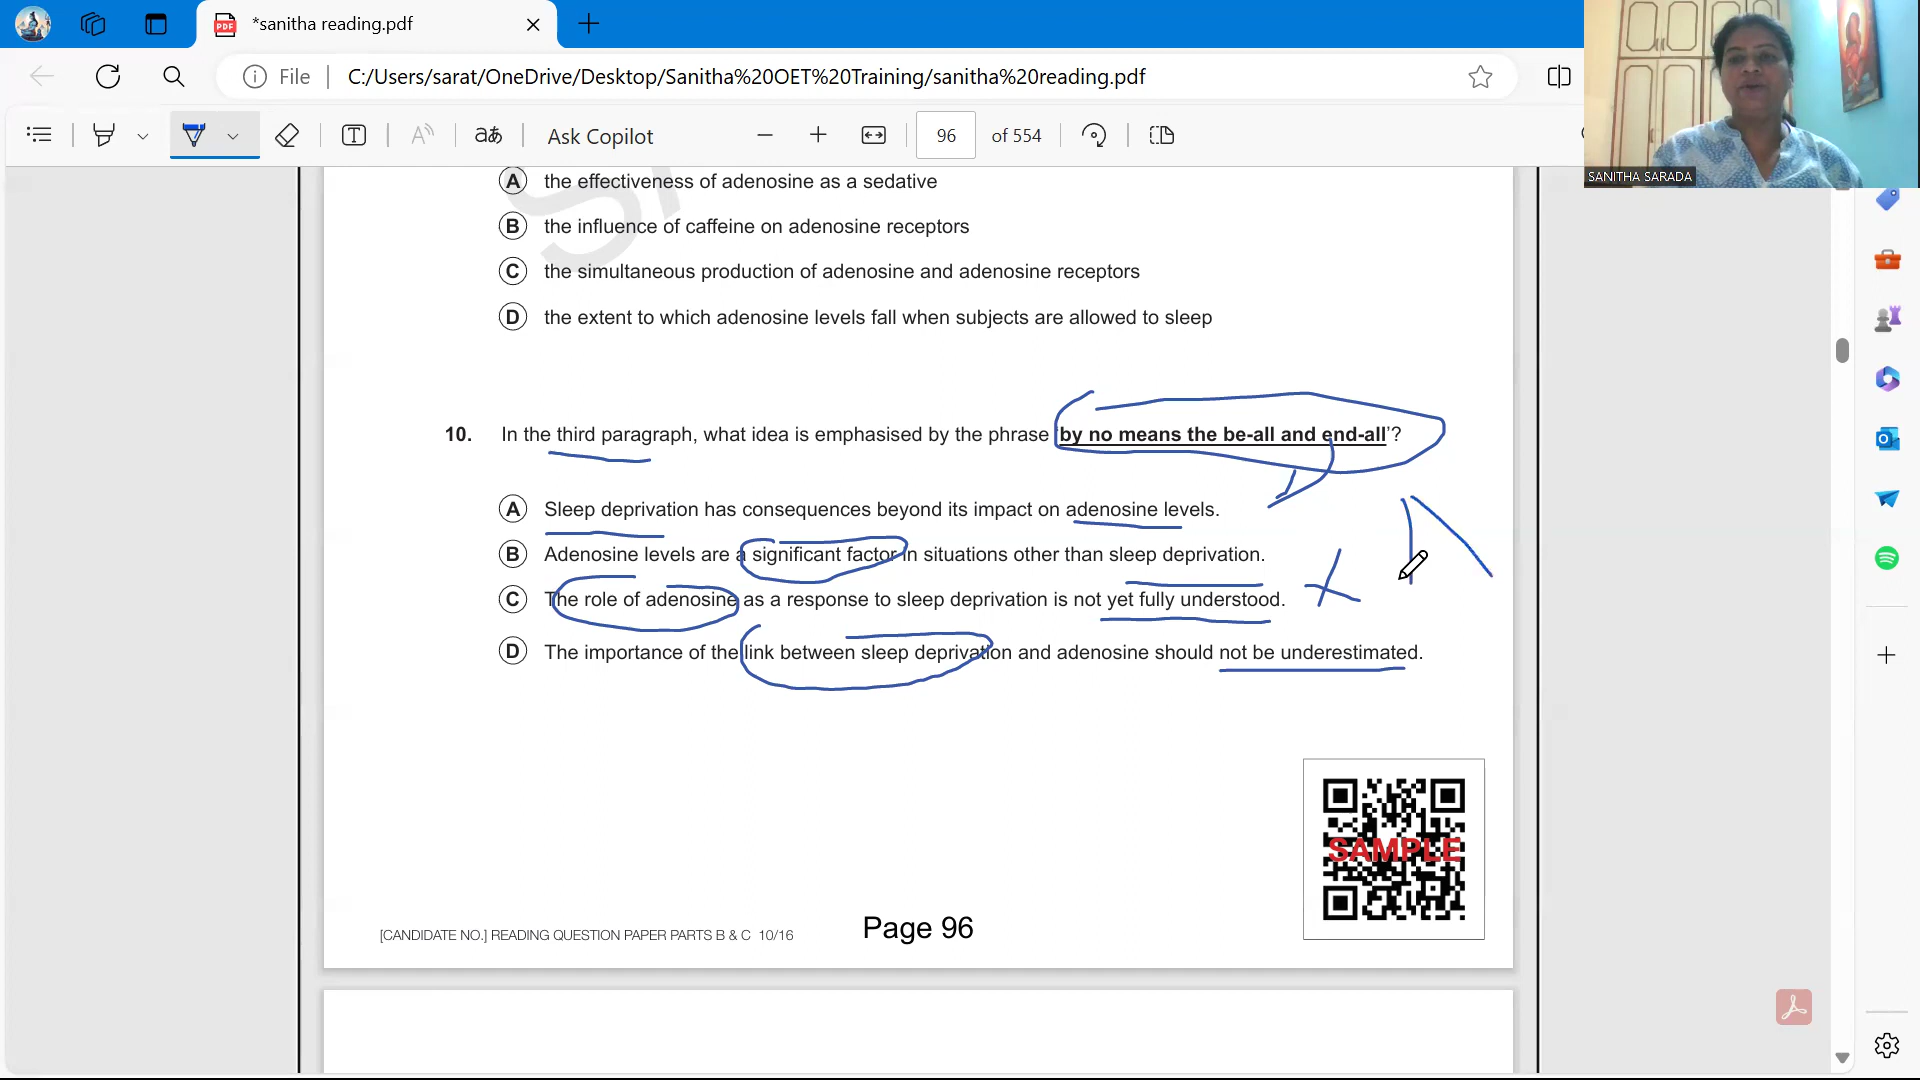 *sanitha reading.pdf
File
C:/Users/sarat/OneDrive/Desktop/Sanitha%20OET%20Training/sanitha%20reading.pdf
Ask Copilot
96 of 554
SANITHA SARADA
A the effectiveness of adenosine as a sedative
B the influence of caffeine on adenosine receptors
C the simultaneous production of adenosine and adenosine receptors
D the extent to which adenosine levels fall when subjects are allowed to sleep
10. In the third paragraph, what idea is emphasised by the phrase 'by no means the be-all and end-all'?
A Sleep deprivation has consequences beyond its impact on adenosine levels.
B Adenosine levels are a significant factor in situations other than sleep deprivation.
C The role of adenosine as a response to sleep deprivation is not yet fully understood.
D The importance of the link between sleep deprivation and adenosine should not be underestimated.
SAMPLE
[CANDIDATE NO.] READING QUESTION PAPER PARTS B & C 10/16
Page 96